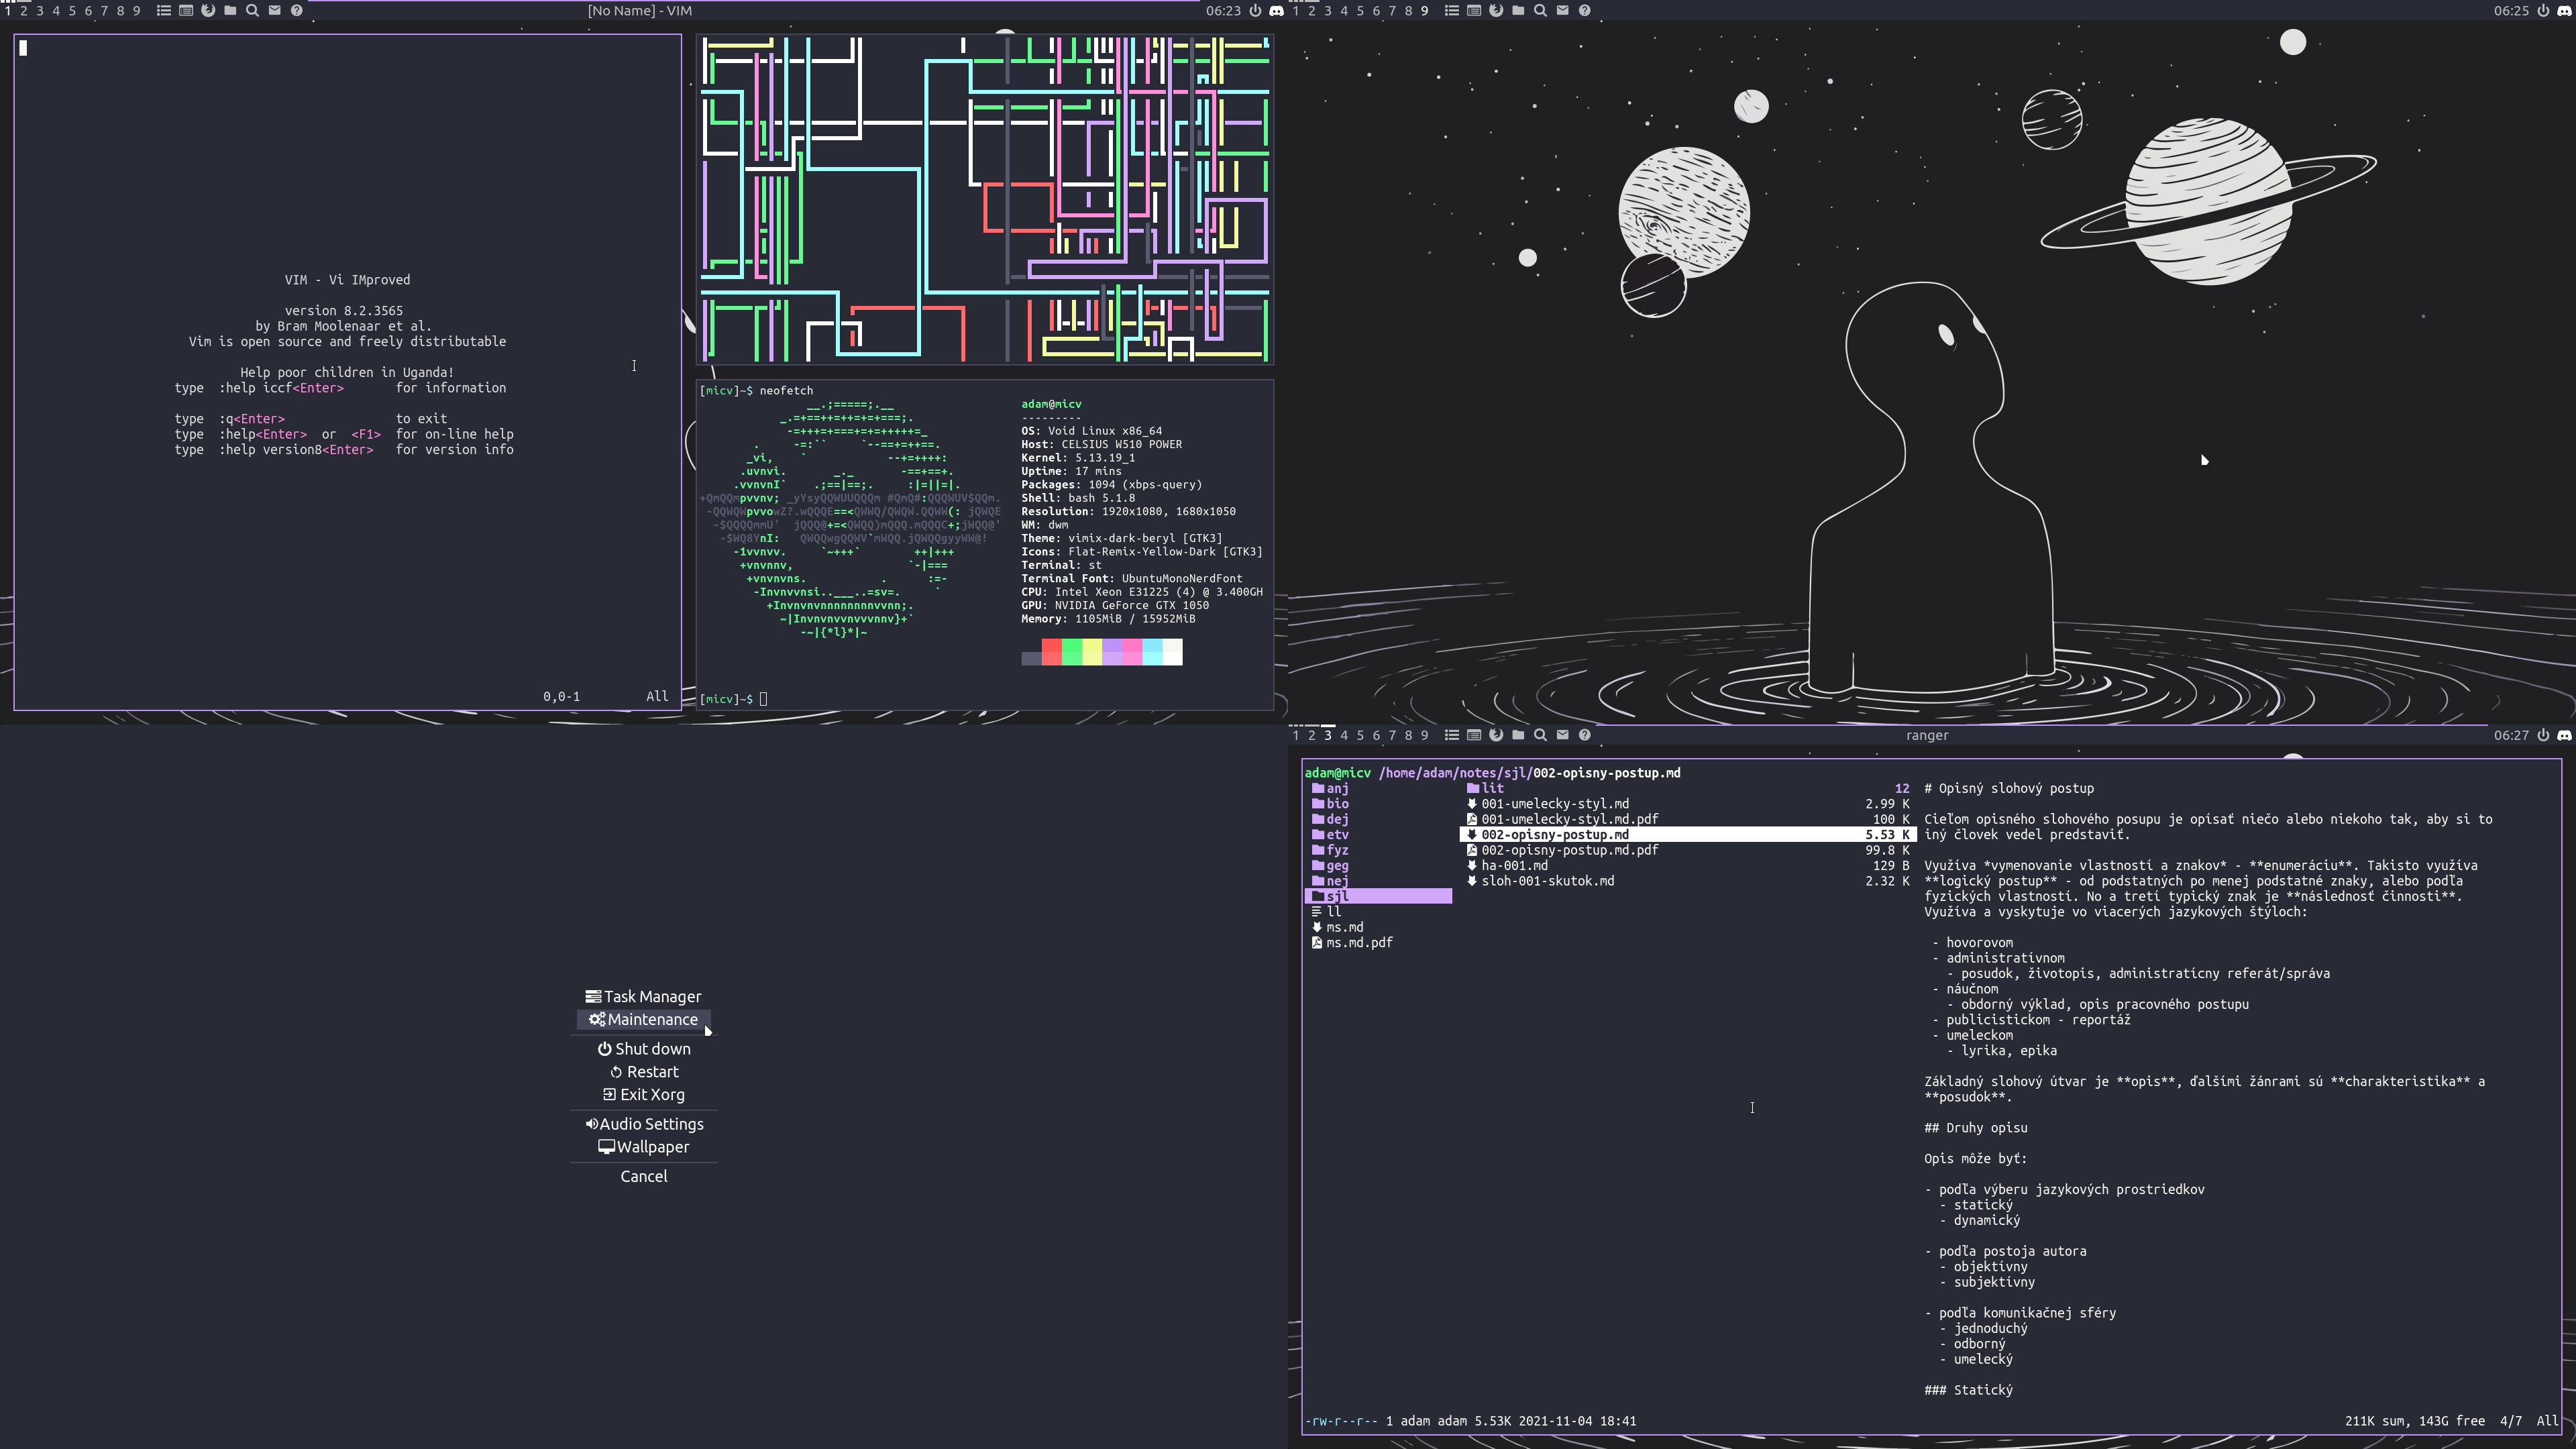 1 2 3 4 5 6 7 8 9
[No Name] - VIM
06:23
VIM - Vi IMproved
version 8.2.3565
by Bram Moolenaar et al.
Vim is open source and freely distributable
Help poor children in Uganda!
type :help iccf<Enter> for information
type :q<Enter> to exit
type :help<Enter> or <F1> for on-line help
type :help version8<Enter> for version info
0,0-1 All
[micv]~$ neofetch
adam@micv
---------
OS: Void Linux x86_64
Host: CELSIUS W510 POWER
Kernel: 5.13.19_1
Uptime: 17 mins
Packages: 1094 (xbps-query)
Shell: bash 5.1.8
Resolution: 1920x1080, 1680x1050
WM: dwm
Theme: vimix-dark-beryl [GTK3]
Icons: Flat-Remix-Yellow-Dark [GTK3]
Terminal: st
Terminal Font: UbuntuMonoNerdFont
CPU: Intel Xeon E31225 (4) @ 3.400GH
GPU: NVIDIA GeForce GTX 1050
Memory: 1105MiB / 15952MiB
[micv]~$
1 2 3 4 5 6 7 8 9
06:25
Task Manager
Maintenance
Shut down
Restart
Exit Xorg
Audio Settings
Wallpaper
Cancel
1 2 3 4 5 6 7 8 9
ranger
06:27
adam@micv /home/adam/notes/sjl/002-opisny-postup.md
anj
bio
dej
etv
fyz
geg
nej
sjl
ll
ms.md
ms.md.pdf
lit 12
001-umelecky-styl.md 2.99 K
001-umelecky-styl.md.pdf 100 K
002-opisny-postup.md 5.53 K
002-opisny-postup.md.pdf 99.8 K
ha-001.md 129 B
sloh-001-skutok.md 2.32 K
# Opisný slohový postup
Cieľom opisného slohového posupu je opísať niečo alebo niekoho tak, aby si to
iný človek vedel predstaviť.
Využíva *vymenovanie vlastností a znakov* - **enumeráciu**. Takisto využíva
**logický postup** - od podstatných po menej podstatné znaky, alebo podľa
fyzických vlastností. No a tretí typický znak je **následnosť činností**.
Využíva a vyskytuje vo viacerých jazykových štýloch:
- hovorovom
- administratívnom
- posudok, životopis, administratícny referát/správa
- náučnom
- obdorný výklad, opis pracovného postupu
- publicistickom - reportáž
- umeleckom
- lyrika, epika
Základný slohový útvar je **opis**, ďalšími žánrami sú **charakteristika** a
**posudok**.
## Druhy opisu
Opis môže byť:
- podľa výberu jazykových prostriedkov
- statický
- dynamický
- podľa postoja autora
- objektívny
- subjektívny
- podľa komunikačnej sféry
- jednoduchý
- odborný
- umelecký
### Statický
-rw-r--r-- 1 adam adam 5.53K 2021-11-04 18:41
211K sum, 143G free 4/7 All